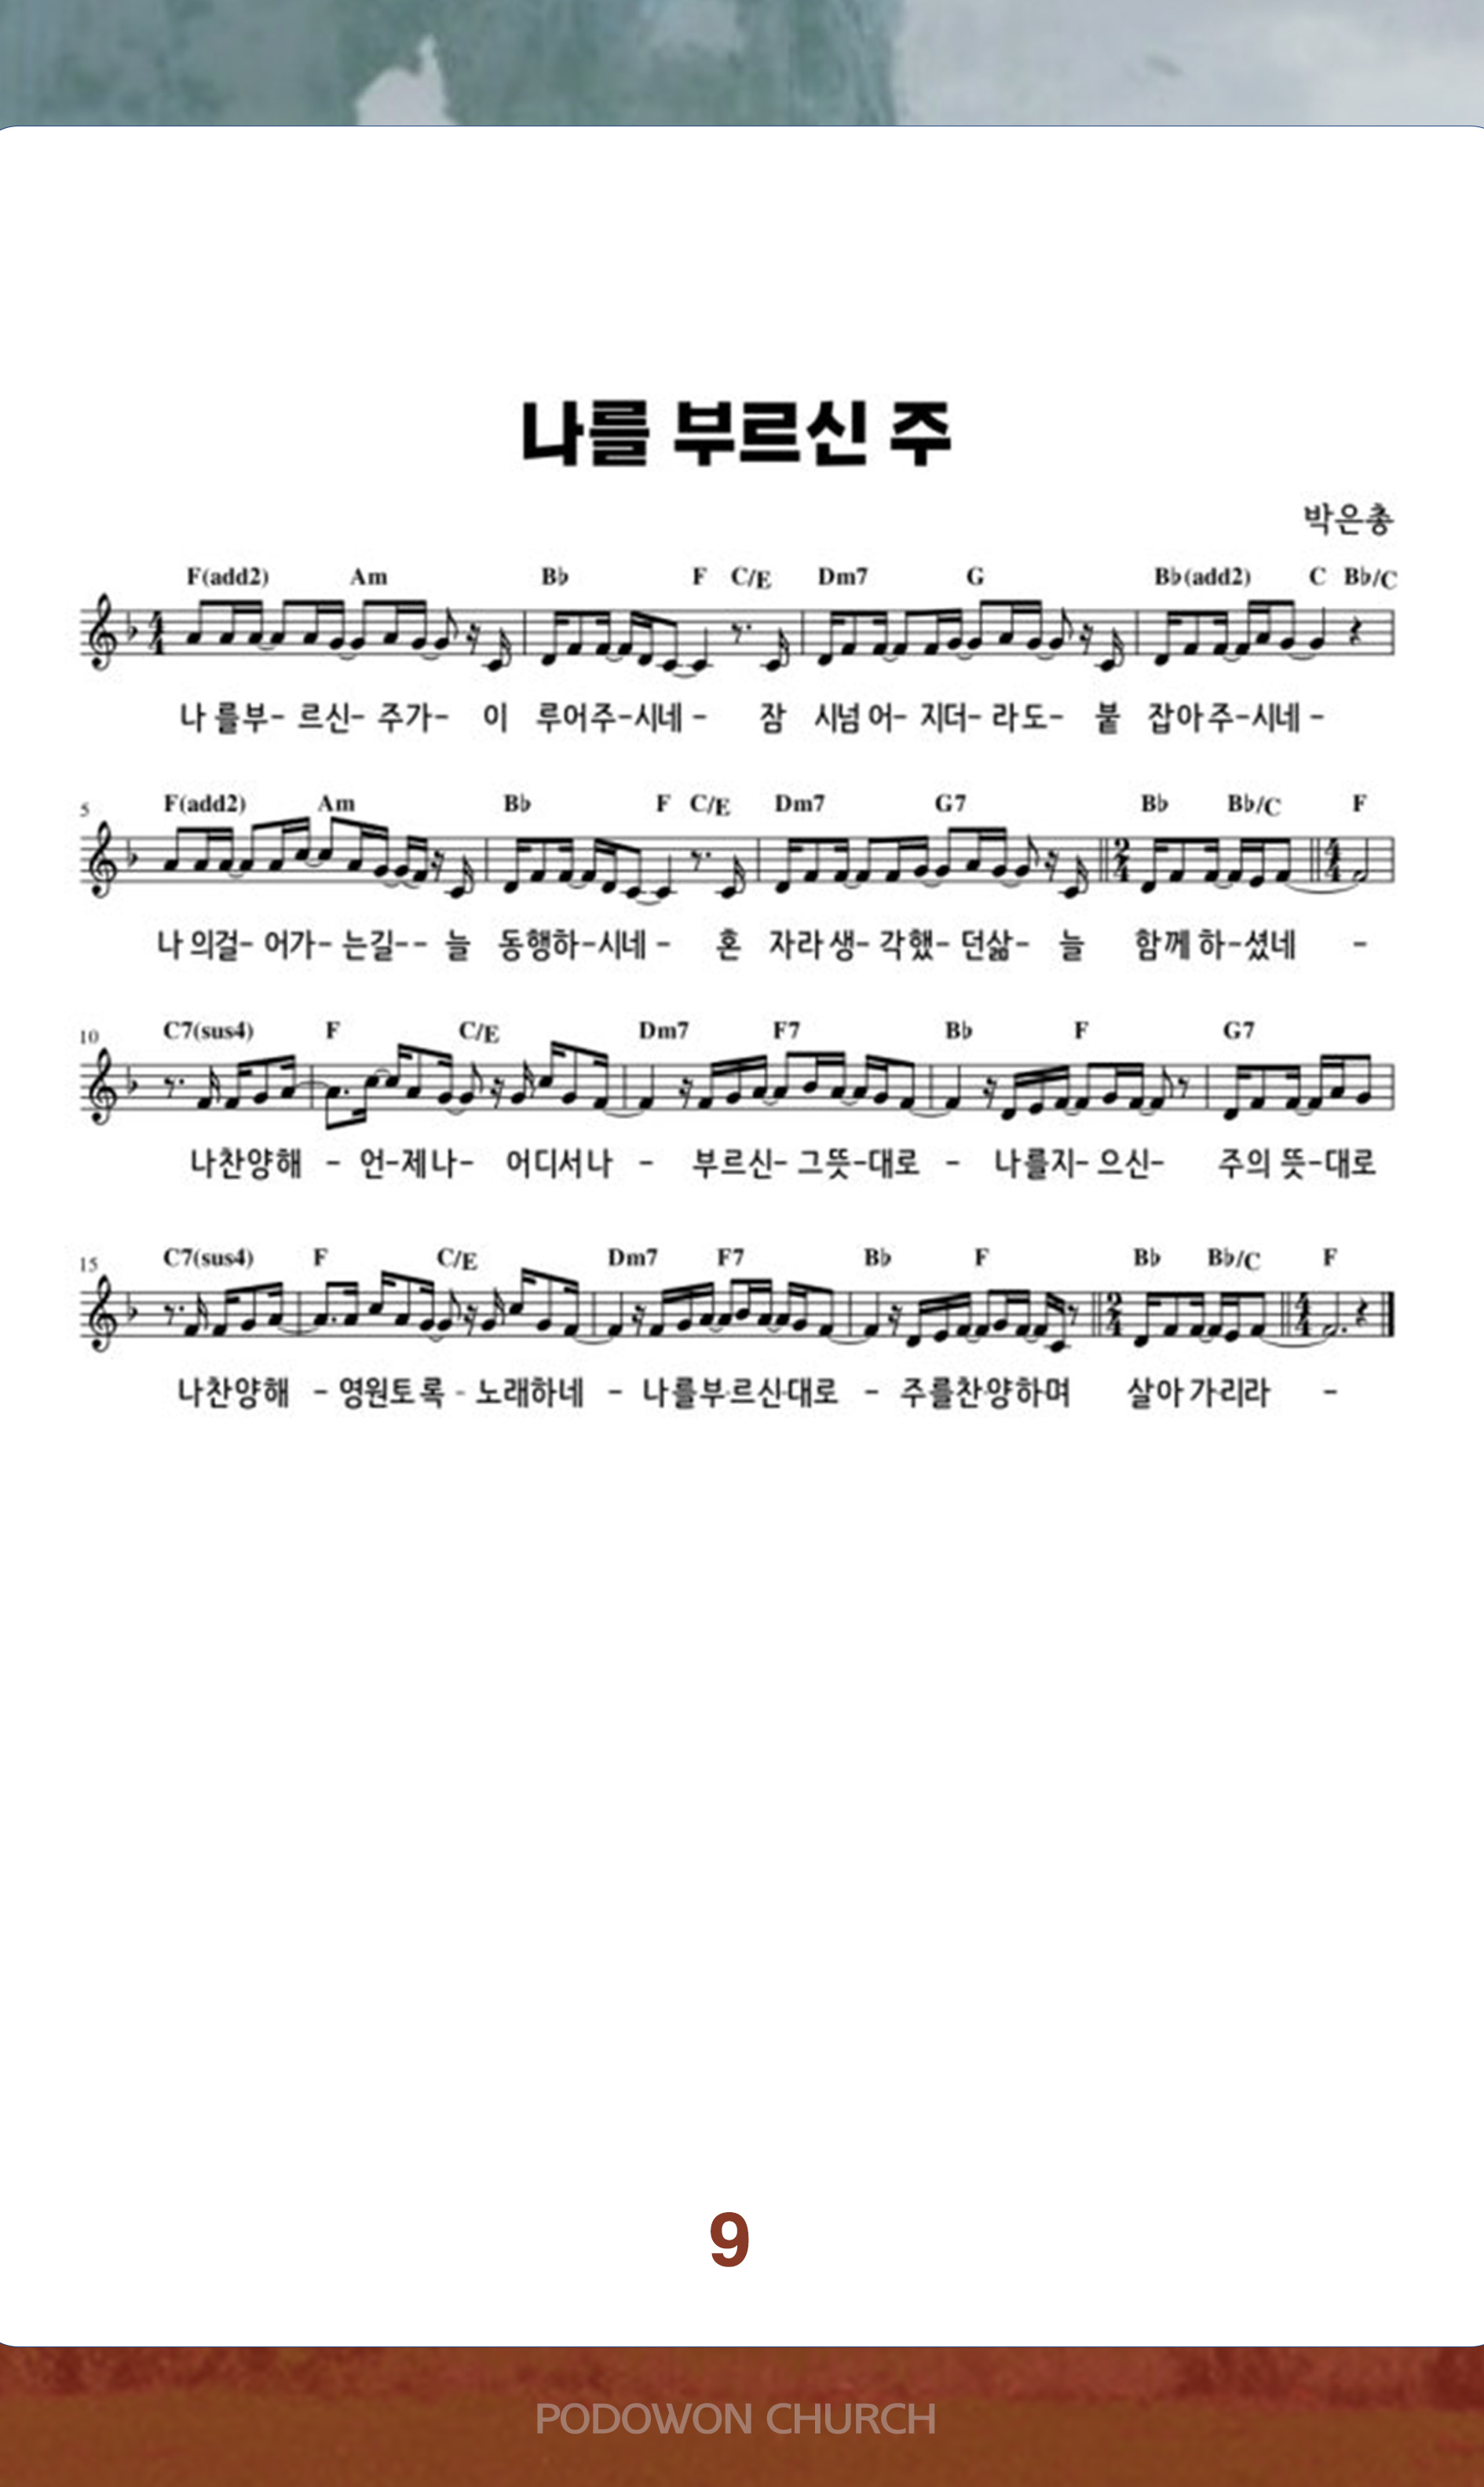 나를 부르신 주
박은총
F(add2) Am B♭ F C/E Dm7 G B♭(add2) C B♭/C
나 를부- 르신- 주가- 이 루어주-시네 - 잠 시넘 어- 지더- 라도- 붙 잡아 주-시네 -
5 F(add2) Am B♭ F C/E Dm7 G7 B♭ B♭/C F
나 의걸- 어가- 는길-- 늘 동행하-시네 - 혼 자라 생- 각했- 던삶- 늘 함께 하-셨네 -
10 C7(sus4) F C/E Dm7 F7 B♭ F G7
나찬양해 - 언-제나- 어디서나 - 부르신- 그뜻-대로 - 나를지- 으신- 주의 뜻-대로
15 C7(sus4) F C/E Dm7 F7 B♭ F B♭ B♭/C F
나찬양해 - 영원토록 - 노래하네 - 나를부-르신-대로 - 주를찬-양하-며 살아 가-리라 -
9
PODOWON CHURCH